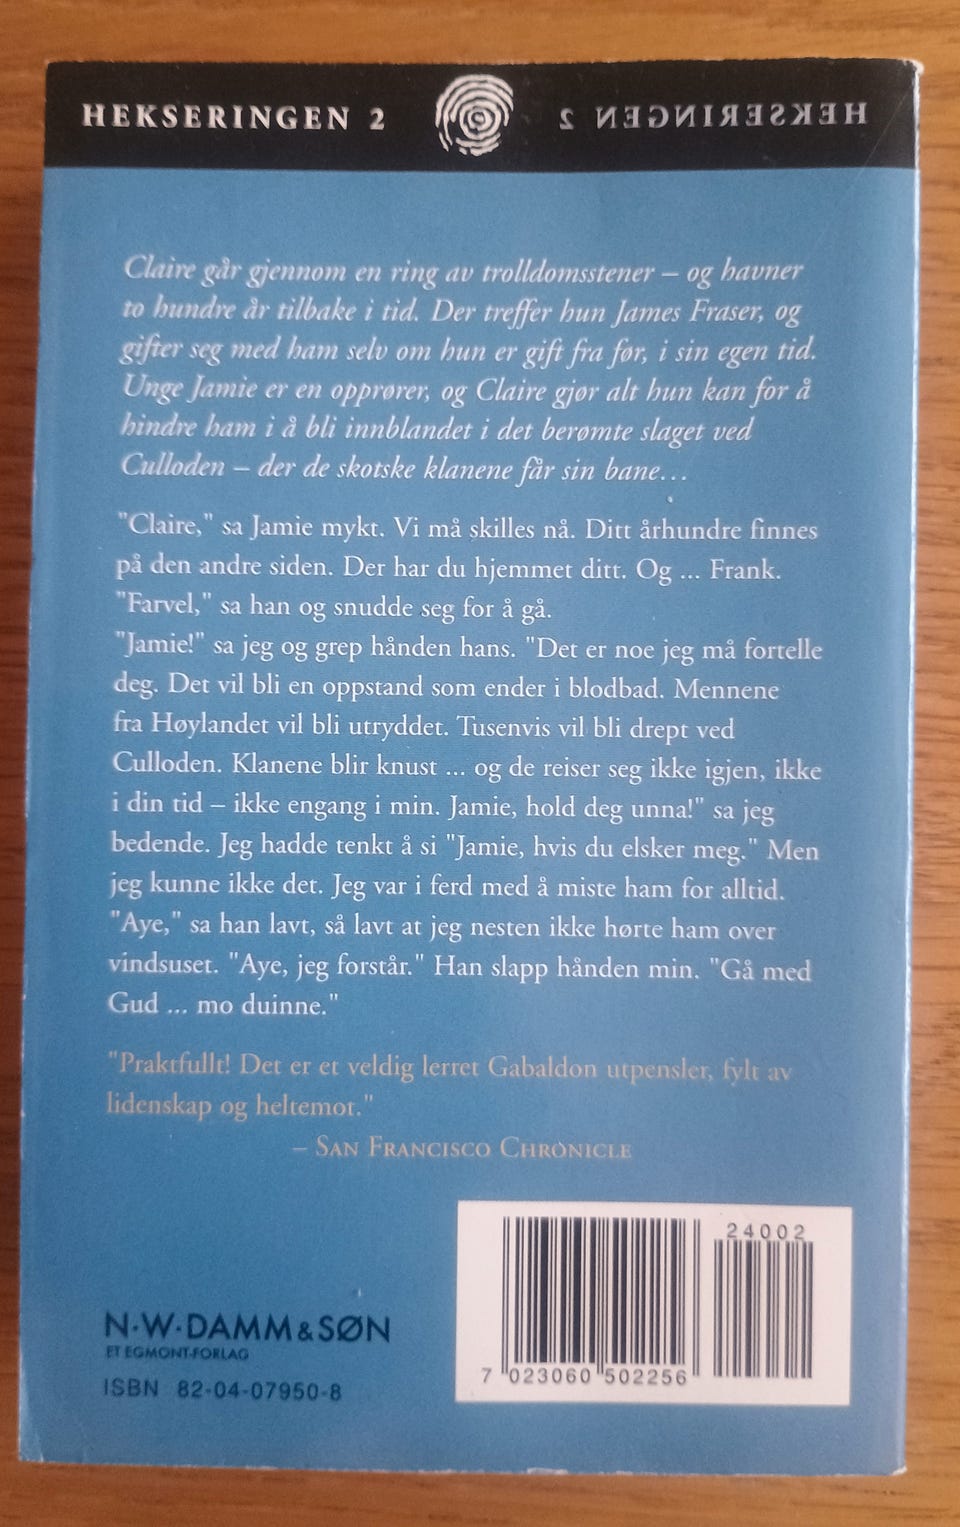 HEKSERINGEN 2
HEKSERINGEN 2
Claire går gjennom en ring av trolldomsstener – og havner
to hundre år tilbake i tid. Der treffer hun James Fraser, og
gifter seg med ham selv om hun er gift fra før, i sin egen tid.
Unge Jamie er en opprører, og Claire gjør alt hun kan for å
hindre ham i å bli innblandet i det berømte slaget ved
Culloden – der de skotske klanene får sin bane...
"Claire," sa Jamie mykt. Vi må skilles nå. Ditt århundre finnes
på den andre siden. Der har du hjemmet ditt. Og ... Frank.
"Farvel," sa han og snudde seg for å gå.
"Jamie!" sa jeg og grep hånden hans. "Det er noe jeg må fortelle
deg. Det vil bli en oppstand som ender i blodbad. Mennene
fra Høylandet vil bli utryddet. Tusenvis vil bli drept ved
Culloden. Klanene blir knust ... og de reiser seg ikke igjen, ikke
i din tid – ikke engang i min. Jamie, hold deg unna!" sa jeg
bedende. Jeg hadde tenkt å si "Jamie, hvis du elsker meg." Men
jeg kunne ikke det. Jeg var i ferd med å miste ham for alltid.
"Aye," sa han lavt, så lavt at jeg nesten ikke hørte ham over
vindsuset. "Aye, jeg forstår." Han slapp hånden min. "Gå med
Gud ... mo duinne."
"Praktfullt! Det er et veldig lerret Gabaldon utpensler, fylt av
lidenskap og heltemot."
– SAN FRANCISCO CHRONICLE
24002
N·W·DAMM & SØN
ET EGMONT-FORLAG
ISBN 82-04-07950-8
7 023060 502256